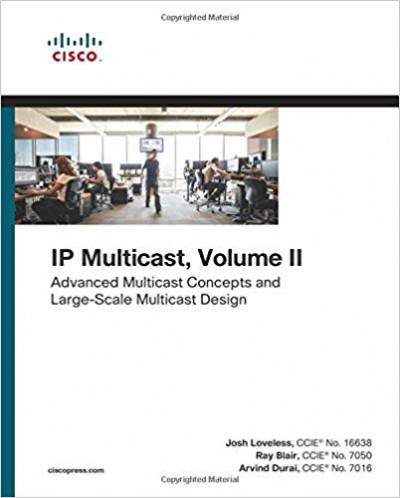 Copyrighted Material
CISCO.
IP Multicast, Volume II
Advanced Multicast Concepts and
Large-Scale Multicast Design
Josh Loveless, CCIE® No. 16638
Ray Blair, CCIE® No. 7050
Arvind Durai, CCIE® No. 7016
ciscopress.com
Copyrighted Material